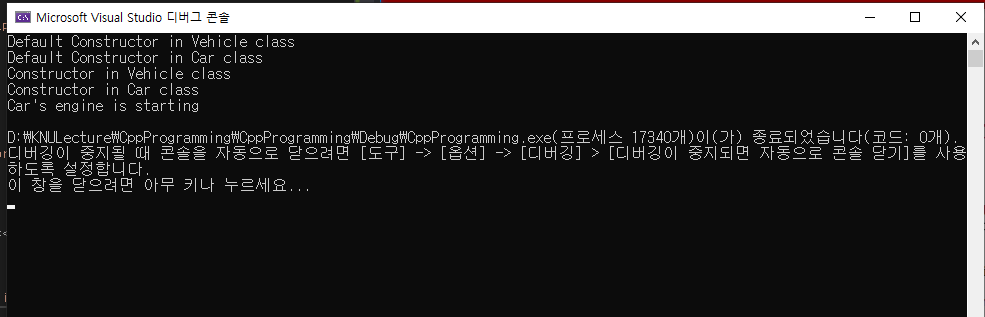 Microsoft Visual Studio 디버그 콘솔
Default Constructor in Vehicle class
Default Constructor in Car class
Constructor in Vehicle class
Constructor in Car class
Car's engine is starting
D:₩KNULecture₩CppProgramming₩CppProgramming₩Debug₩CppProgramming.exe(프로세스 17340개)이(가) 종료되었습니다(코드: 0개).
디버깅이 중지될 때 콘솔을 자동으로 닫으려면 [도구] -> [옵션] -> [디버깅] > [디버깅이 중지되면 자동으로 콘솔 닫기]를 사용
하도록 설정합니다.
이 창을 닫으려면 아무 키나 누르세요...